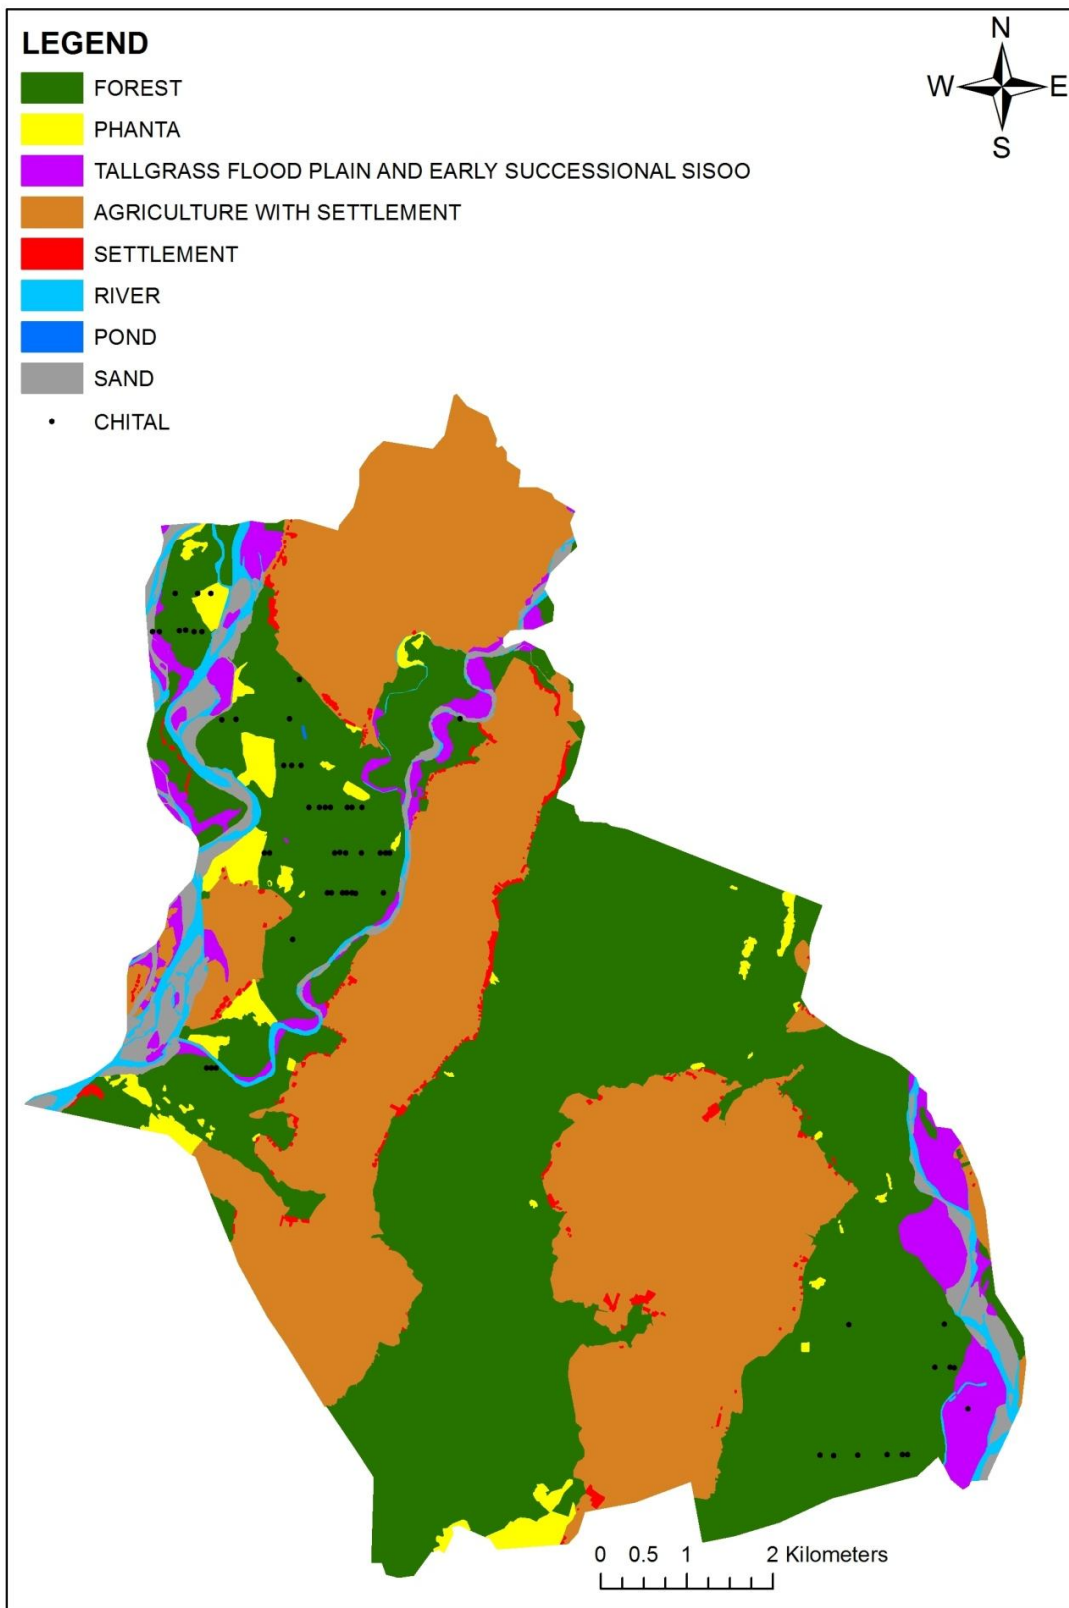 LEGEND
FOREST
PHANTA
TALLGRASS FLOOD PLAIN AND EARLY SUCCESSIONAL SISOO
AGRICULTURE WITH SETTLEMENT
SETTLEMENT
RIVER
POND
SAND
CHITAL
N
W E
S
0 0.5 1 2 Kilometers